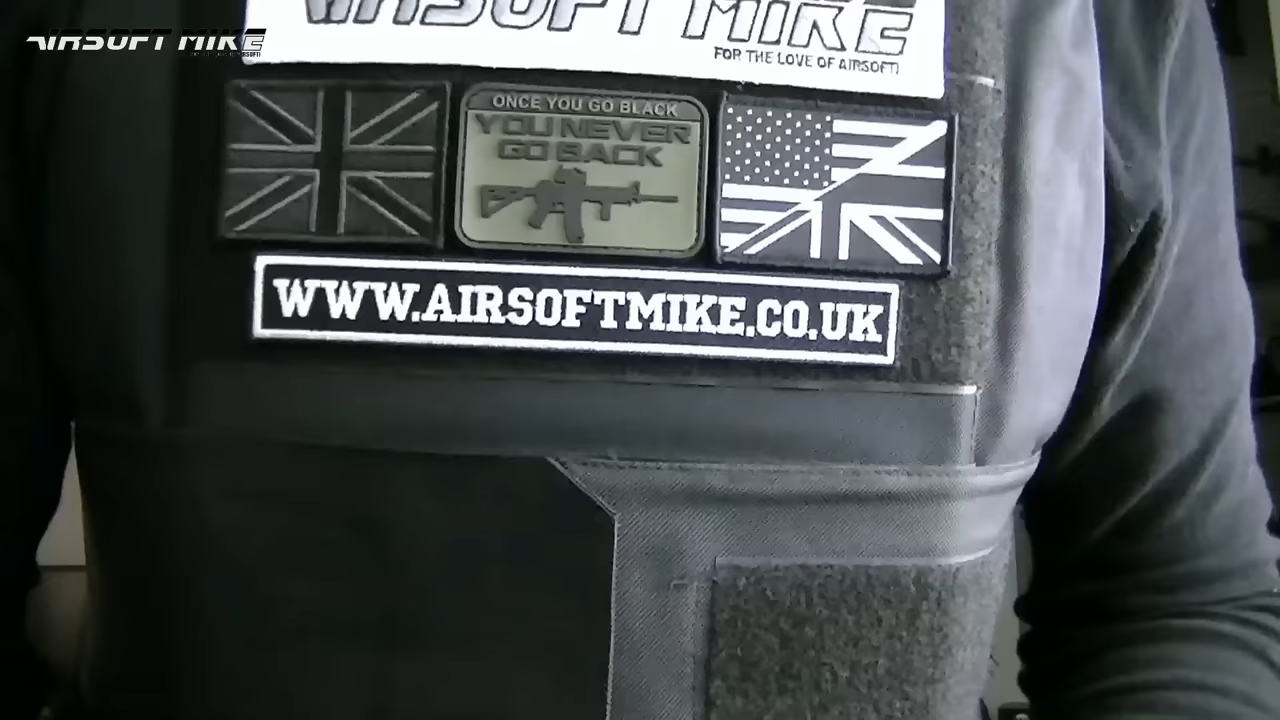 AIRSOFT MIKE
AIRSOFT MIKE
FOR THE LOVE OF AIRSOFT!
ONCE YOU GO BLACK
YOU NEVER
GO BACK
WWW.AIRSOFTMIKE.CO.UK